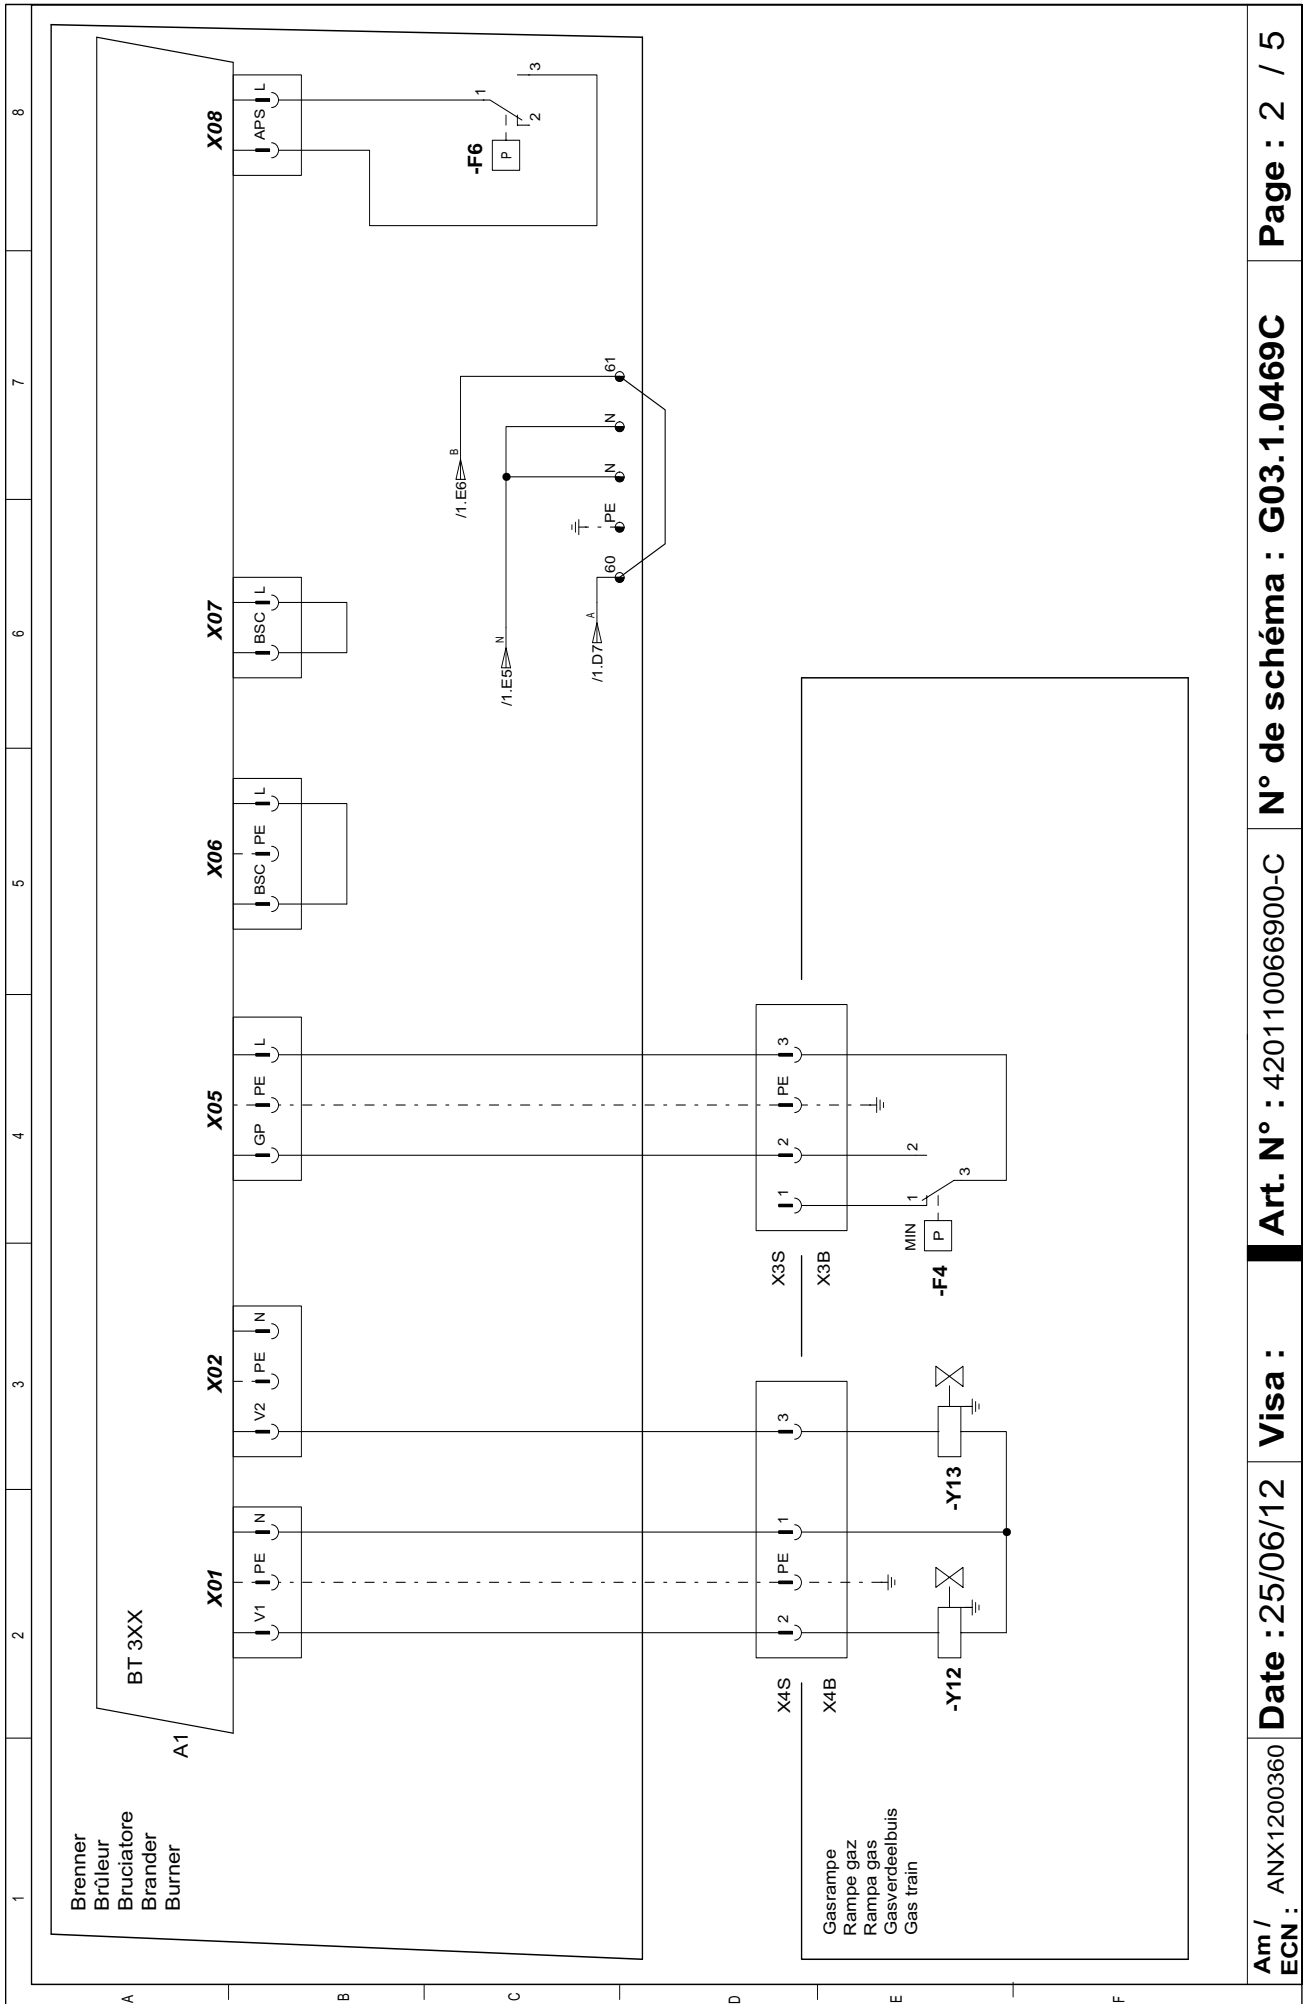 1 2 3 4 5 6 7 8
A
B
C
D
E
F
Brenner
Brûleur
Bruciatore
Brander
Burner
A1
BT 3XX
X01
V1 PE N
X02
V2 PE N
X05
GP PE L
X06
BSC PE L
X07
BSC L
X08
APS L
-F6
P
1
2
3
/1.E6 B
/1.E5 N
/1.D7 A
60 PE N N 61
X4S
X4B
2 PE 1 3
X3S
X3B
1 2 PE 3
MIN
P
-F4
1
2
3
-Y12
-Y13
Gasrampe
Rampe gaz
Rampa gas
Gasverdeelbuis
Gas train
Am /
ECN : ANX1200360
Date :25/06/12
Visa :
Art. N° : 420110066900-C
N° de schéma : G03.1.0469C
Page : 2 / 5